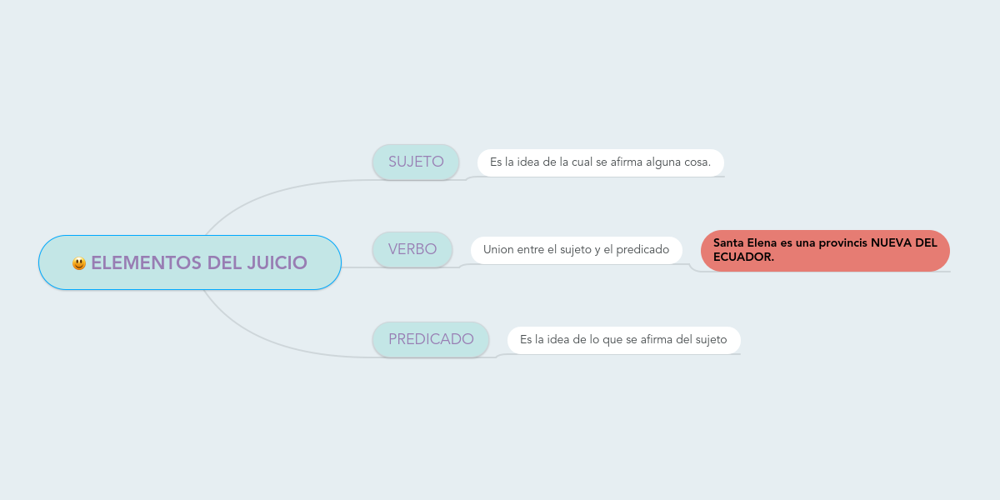 SUJETO
Es la idea de la cual se afirma alguna cosa.
ELEMENTOS DEL JUICIO
VERBO
Union entre el sujeto y el predicado
Santa Elena es una provincis NUEVA DEL
ECUADOR.
PREDICADO
Es la idea de lo que se afirma del sujeto